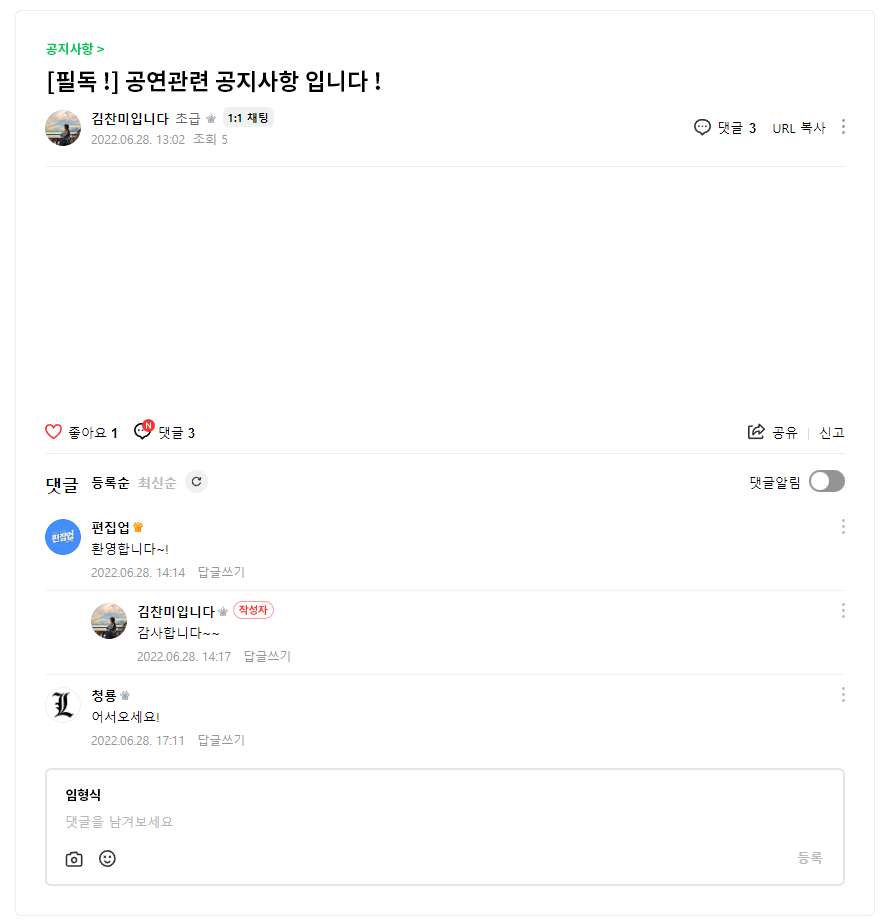 공지사항 >
[필독 !] 공연관련 공지사항 입니다 !
김찬미입니다 초급 1:1 채팅
2022.06.28. 13:02 조회 5
댓글 3 URL 복사
좋아요 1 댓글 3 공유 신고
댓글 등록순 최신순 댓글알림
편집업
편집업
환영합니다~!
2022.06.28. 14:14 답글쓰기
김찬미입니다 작성자
감사합니다~~
2022.06.28. 14:17 답글쓰기
L
청룡
어서오세요!
2022.06.28. 17:11 답글쓰기
임형식
댓글을 남겨보세요
등록